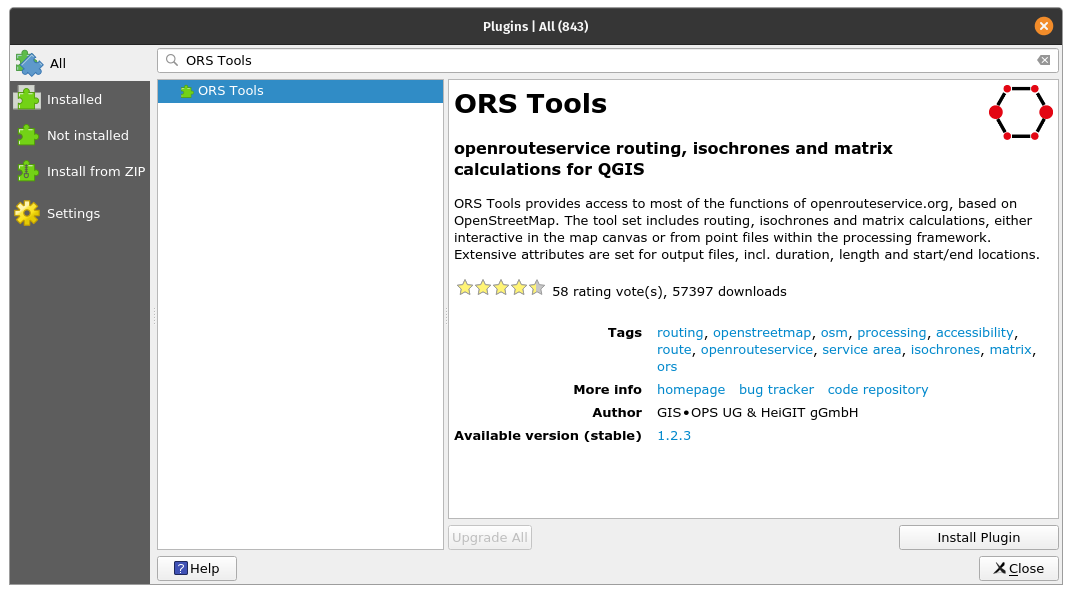 Plugins | All (843)
All
Installed
Not installed
Install from ZIP
Settings
ORS Tools
ORS Tools
ORS Tools
openrouteservice routing, isochrones and matrix
calculations for QGIS
ORS Tools provides access to most of the functions of openrouteservice.org, based on
OpenStreetMap. The tool set includes routing, isochrones and matrix calculations, either
interactive in the map canvas or from point files within the processing framework.
Extensive attributes are set for output files, incl. duration, length and start/end locations.
58 rating vote(s), 57397 downloads
Tags routing, openstreetmap, osm, processing, accessibility,
route, openrouteservice, service area, isochrones, matrix,
ors
More info homepage bug tracker code repository
Author GIS•OPS UG & HeiGIT gGmbH
Available version (stable) 1.2.3
Upgrade All
Install Plugin
? Help
Close